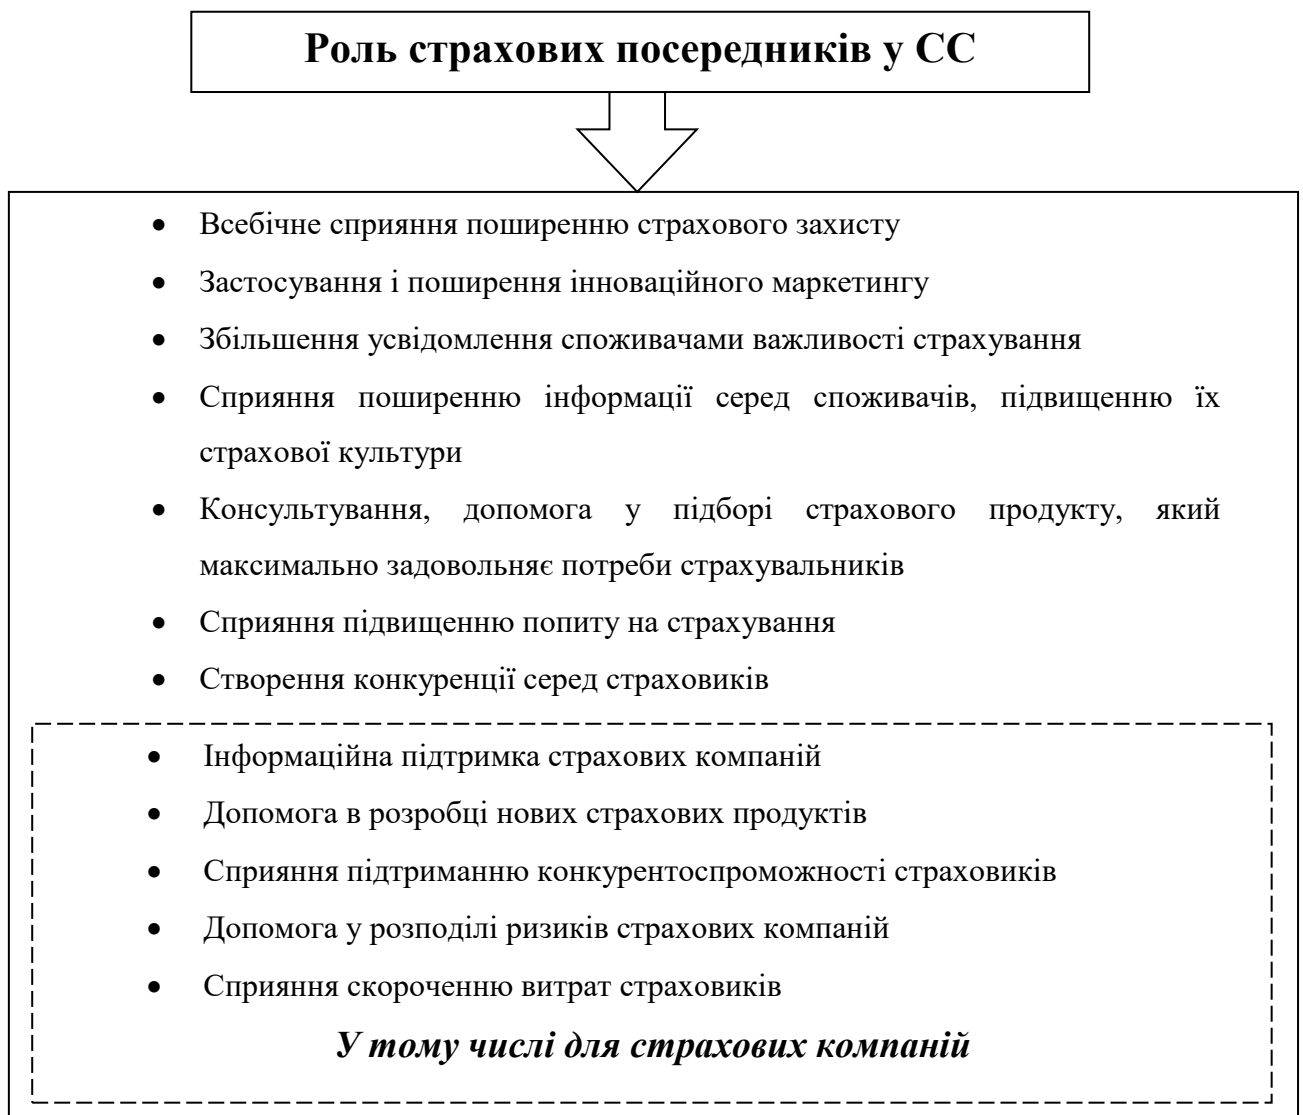 Роль страхових посередників у СС
• Всебічне сприяння поширенню страхового захисту
• Застосування і поширення інноваційного маркетингу
• Збільшення усвідомлення споживачами важливості страхування
• Сприяння поширенню інформації серед споживачів, підвищенню їх
страхової культури
• Консультування, допомога у підборі страхового продукту, який
максимально задовольняє потреби страхувальників
• Сприяння підвищенню попиту на страхування
• Створення конкуренції серед страховиків
• Інформаційна підтримка страхових компаній
• Допомога в розробці нових страхових продуктів
• Сприяння підтриманню конкурентоспроможності страховиків
• Допомога у розподілі ризиків страхових компаній
• Сприяння скороченню витрат страховиків
У тому числі для страхових компаній